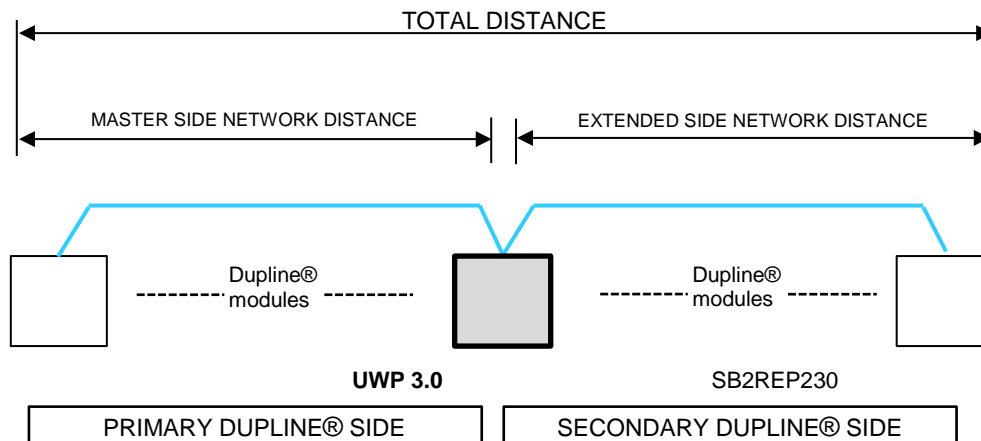 TOTAL DISTANCE
MASTER SIDE NETWORK DISTANCE
EXTENDED SIDE NETWORK DISTANCE
Dupline®
modules
Dupline®
modules
UWP 3.0
SB2REP230
PRIMARY DUPLINE® SIDE
SECONDARY DUPLINE® SIDE